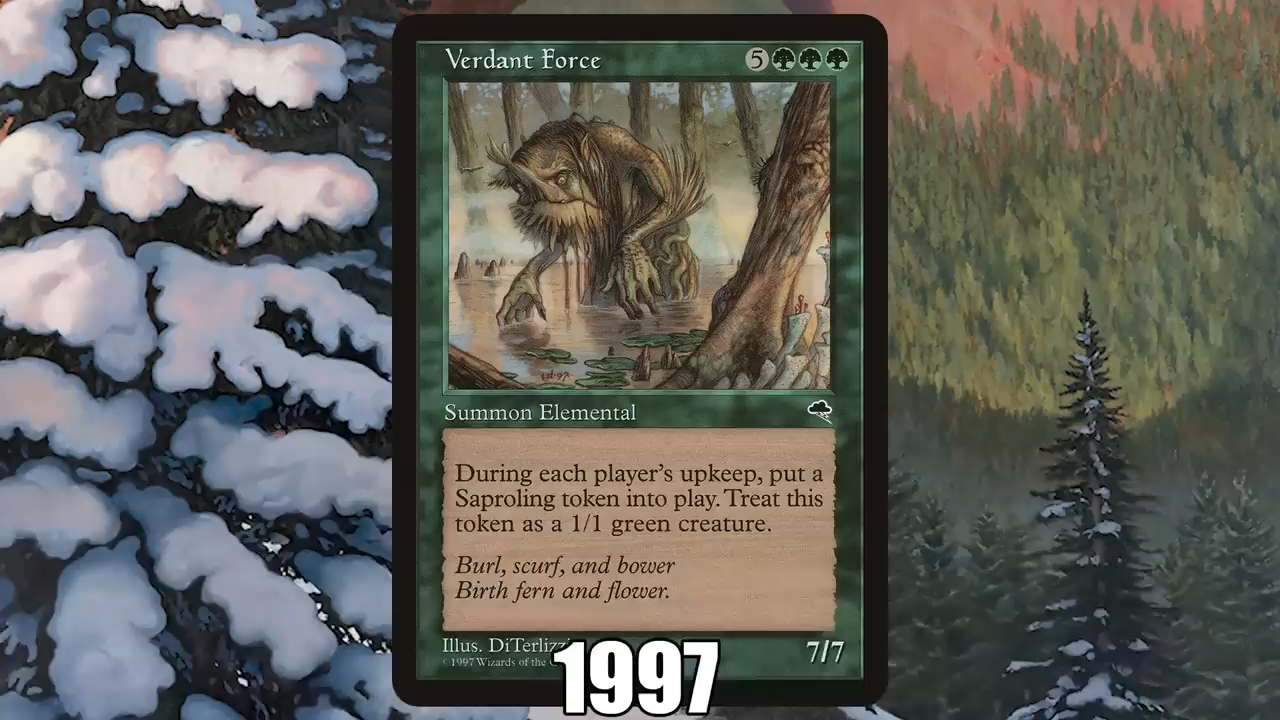 Verdant Force 5
Summon Elemental
During each player's upkeep, put a
Saproling token into play. Treat this
token as a 1/1 green creature.
Burl, scurf, and bower
Birth fern and flower.
Illus. DiTerlizzi
7/7
©1997 Wizards of the
1997